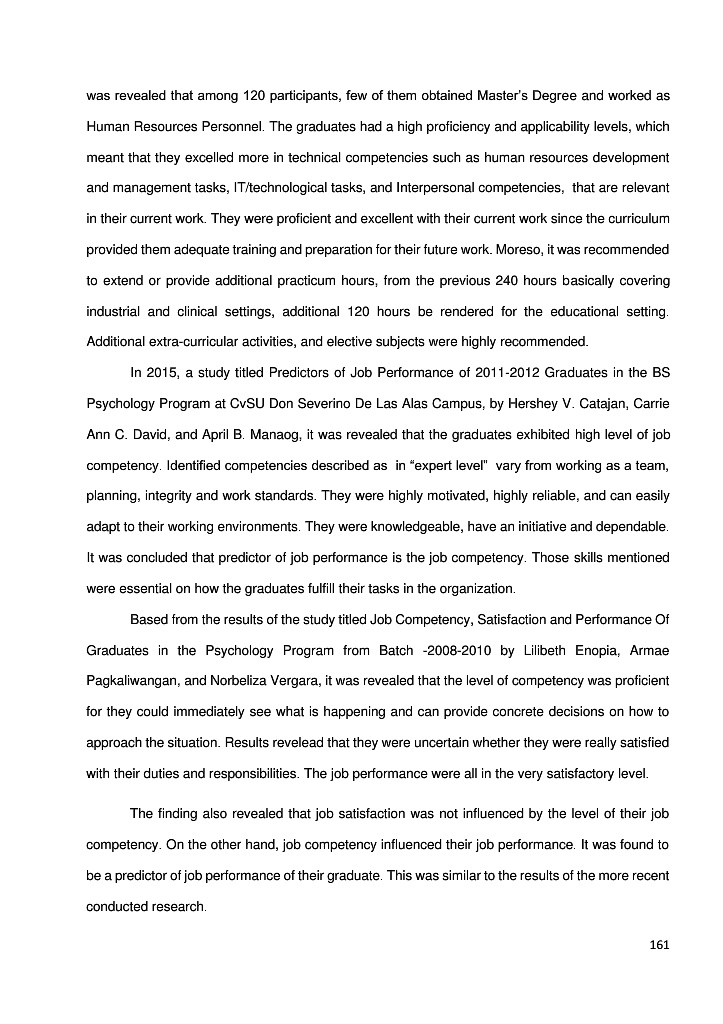 was revealed that among 120 participants, few of them obtained Master’s Degree and worked as
Human Resources Personnel. The graduates had a high proficiency and applicability levels, which
meant that they excelled more in technical competencies such as human resources development
and management tasks, IT/technological tasks, and Interpersonal competencies,  that are relevant
in their current work. They were proficient and excellent with their current work since the curriculum
provided them adequate training and preparation for their future work. Moreso, it was recommended
to extend or provide additional practicum hours, from the previous 240 hours basically covering
industrial and clinical settings, additional 120 hours be rendered for the educational setting.
Additional extra-curricular activities, and elective subjects were highly recommended.
In 2015, a study titled Predictors of Job Performance of 2011-2012 Graduates in the BS
Psychology Program at CvSU Don Severino De Las Alas Campus, by Hershey V. Catajan, Carrie
Ann C. David, and April B. Manaog, it was revealed that the graduates exhibited high level of job
competency. Identified competencies described as  in “expert level”  vary from working as a team,
planning, integrity and work standards. They were highly motivated, highly reliable, and can easily
adapt to their working environments. They were knowledgeable, have an initiative and dependable.
It was concluded that predictor of job performance is the job competency. Those skills mentioned
were essential on how the graduates fulfill their tasks in the organization.
Based from the results of the study titled Job Competency, Satisfaction and Performance Of
Graduates in the Psychology Program from Batch -2008-2010 by Lilibeth Enopia, Armae
Pagkaliwangan, and Norbeliza Vergara, it was revealed that the level of competency was proficient
for they could immediately see what is happening and can provide concrete decisions on how to
approach the situation. Results revelead that they were uncertain whether they were really satisfied
with their duties and responsibilities. The job performance were all in the very satisfactory level.
The finding also revealed that job satisfaction was not influenced by the level of their job
competency. On the other hand, job competency influenced their job performance. It was found to
be a predictor of job performance of their graduate. This was similar to the results of the more recent
conducted research.
161